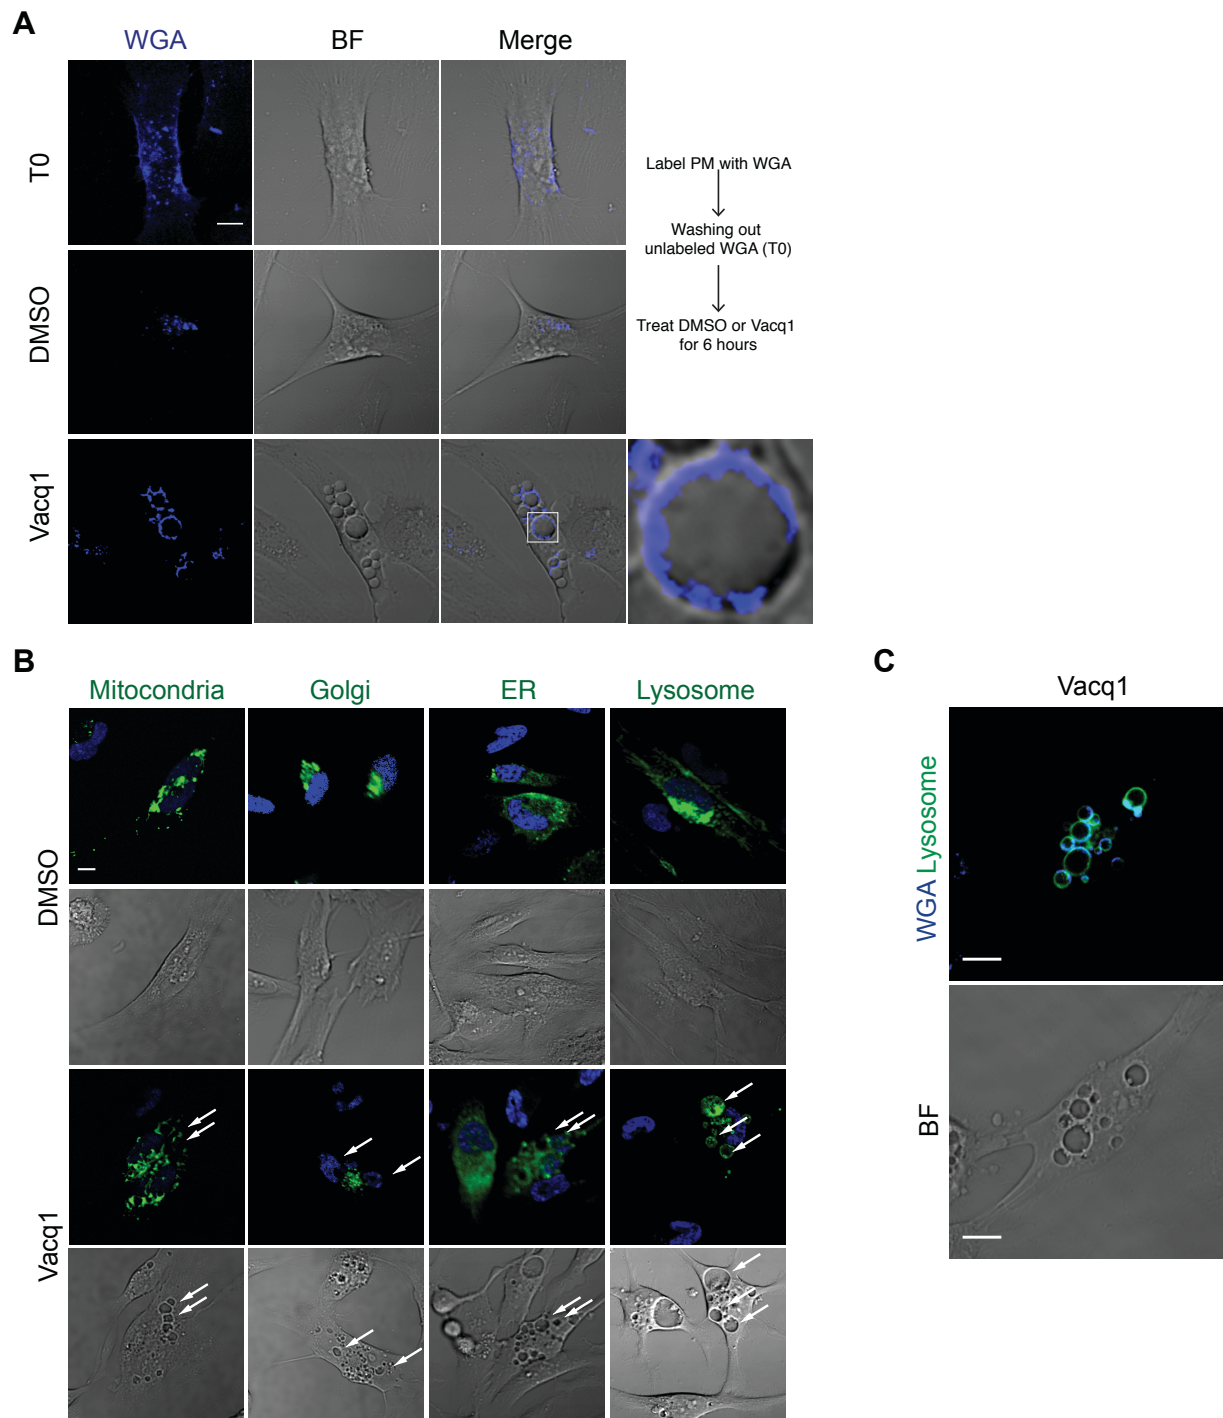 A
WGA
BF
Merge
T0
DMSO
Vacq1
Label PM with WGA
Washing out
unlabeled WGA (T0)
Treat DMSO or Vacq1
for 6 hours
B
Mitocondria
Golgi
ER
Lysosome
DMSO
Vacq1
C
Vacq1
WGA Lysosome
BF